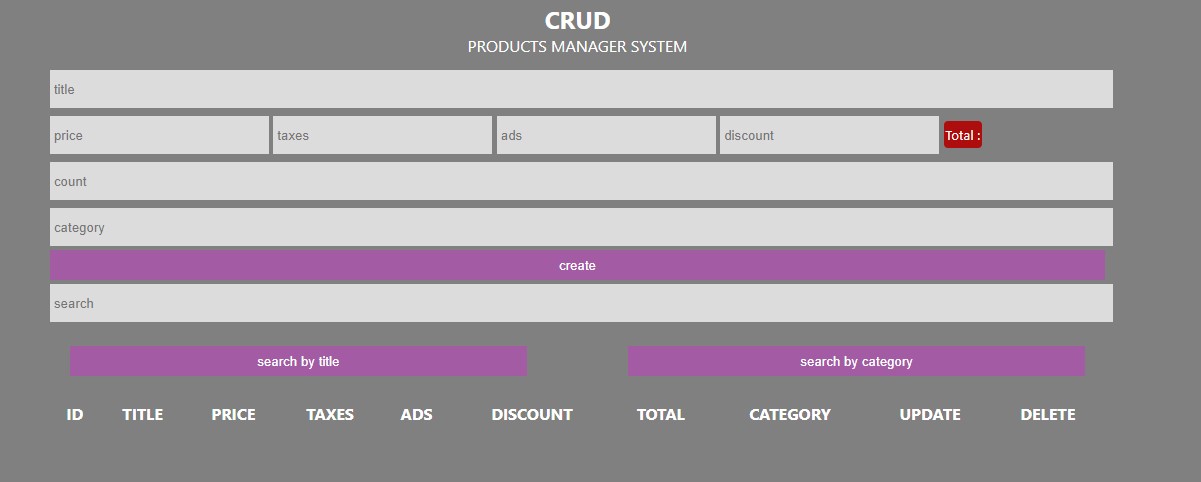 CRUD
PRODUCTS MANAGER SYSTEM
title
price taxes ads discount Total :
count
category
create
search
search by title search by category
ID TITLE PRICE TAXES ADS DISCOUNT TOTAL CATEGORY UPDATE DELETE